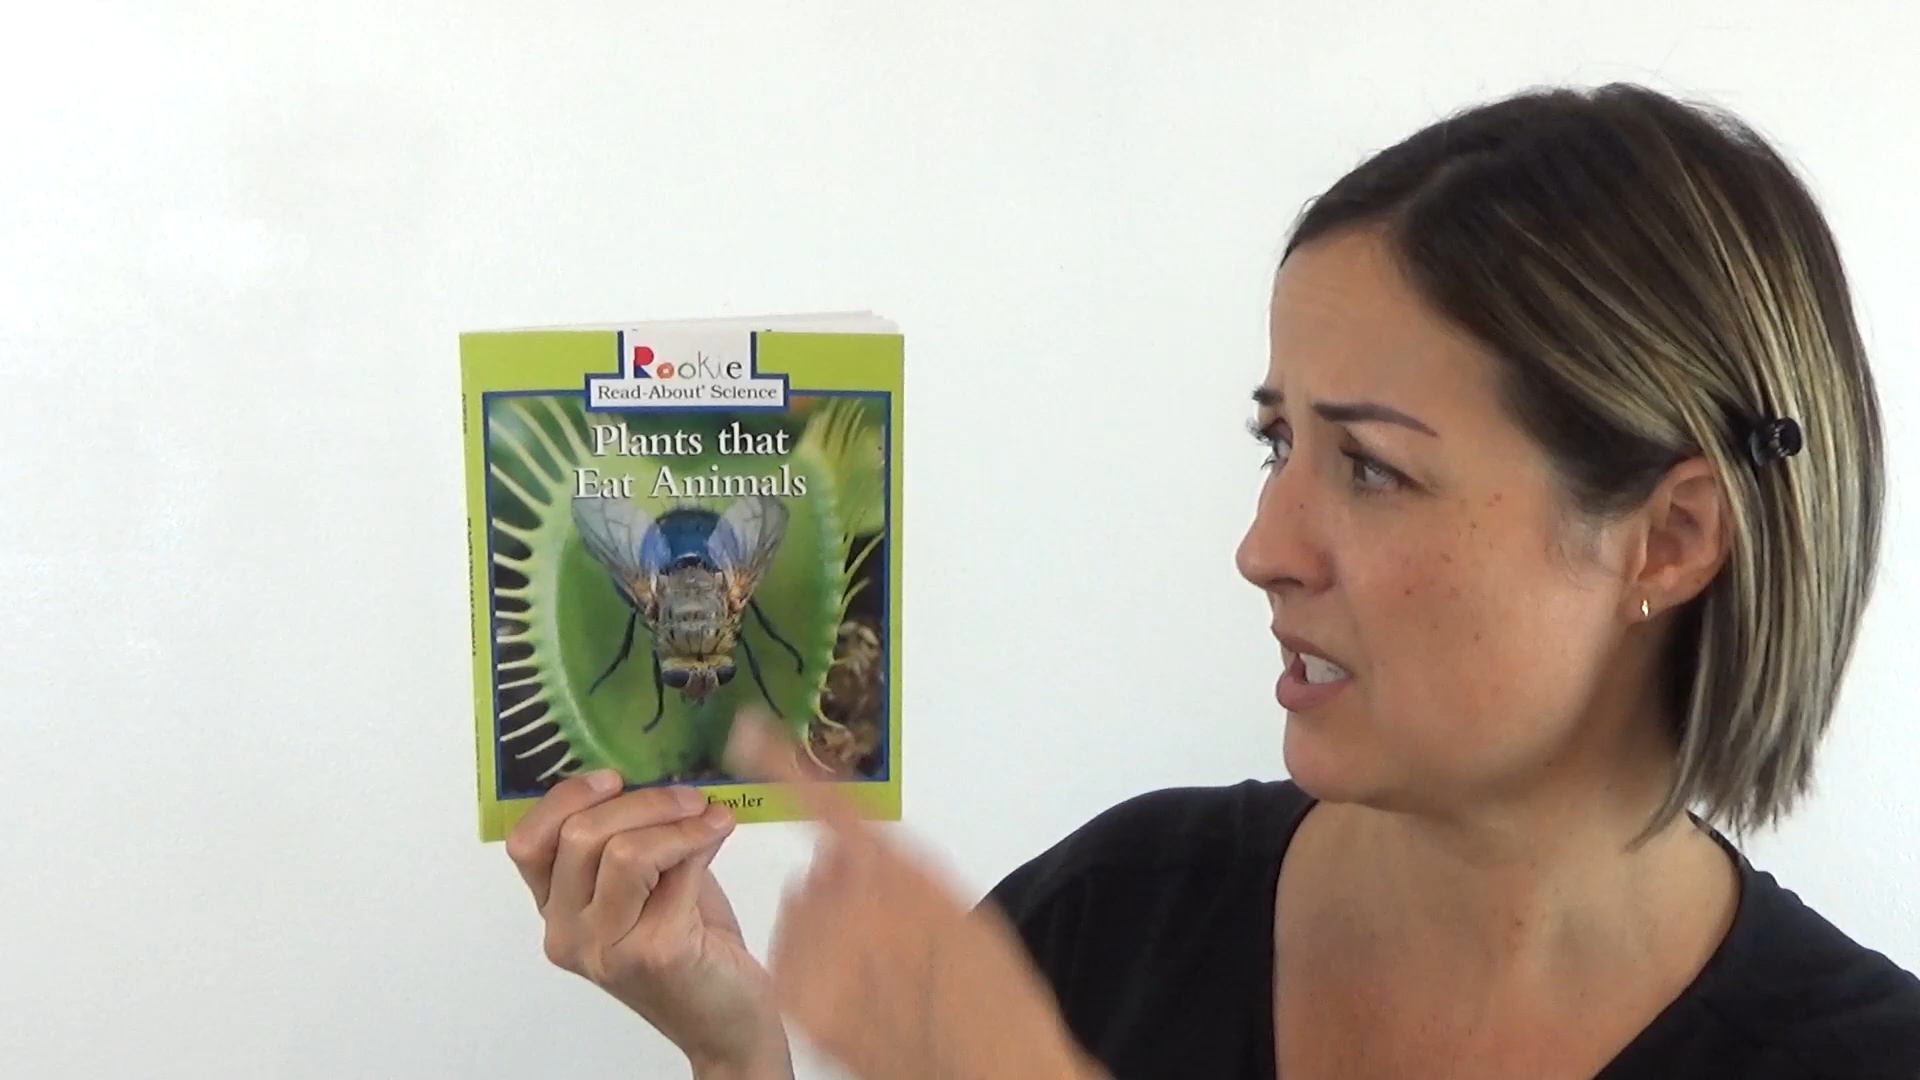 Rookie
Read-About® Science
Plants that
Eat Animals
Fowler